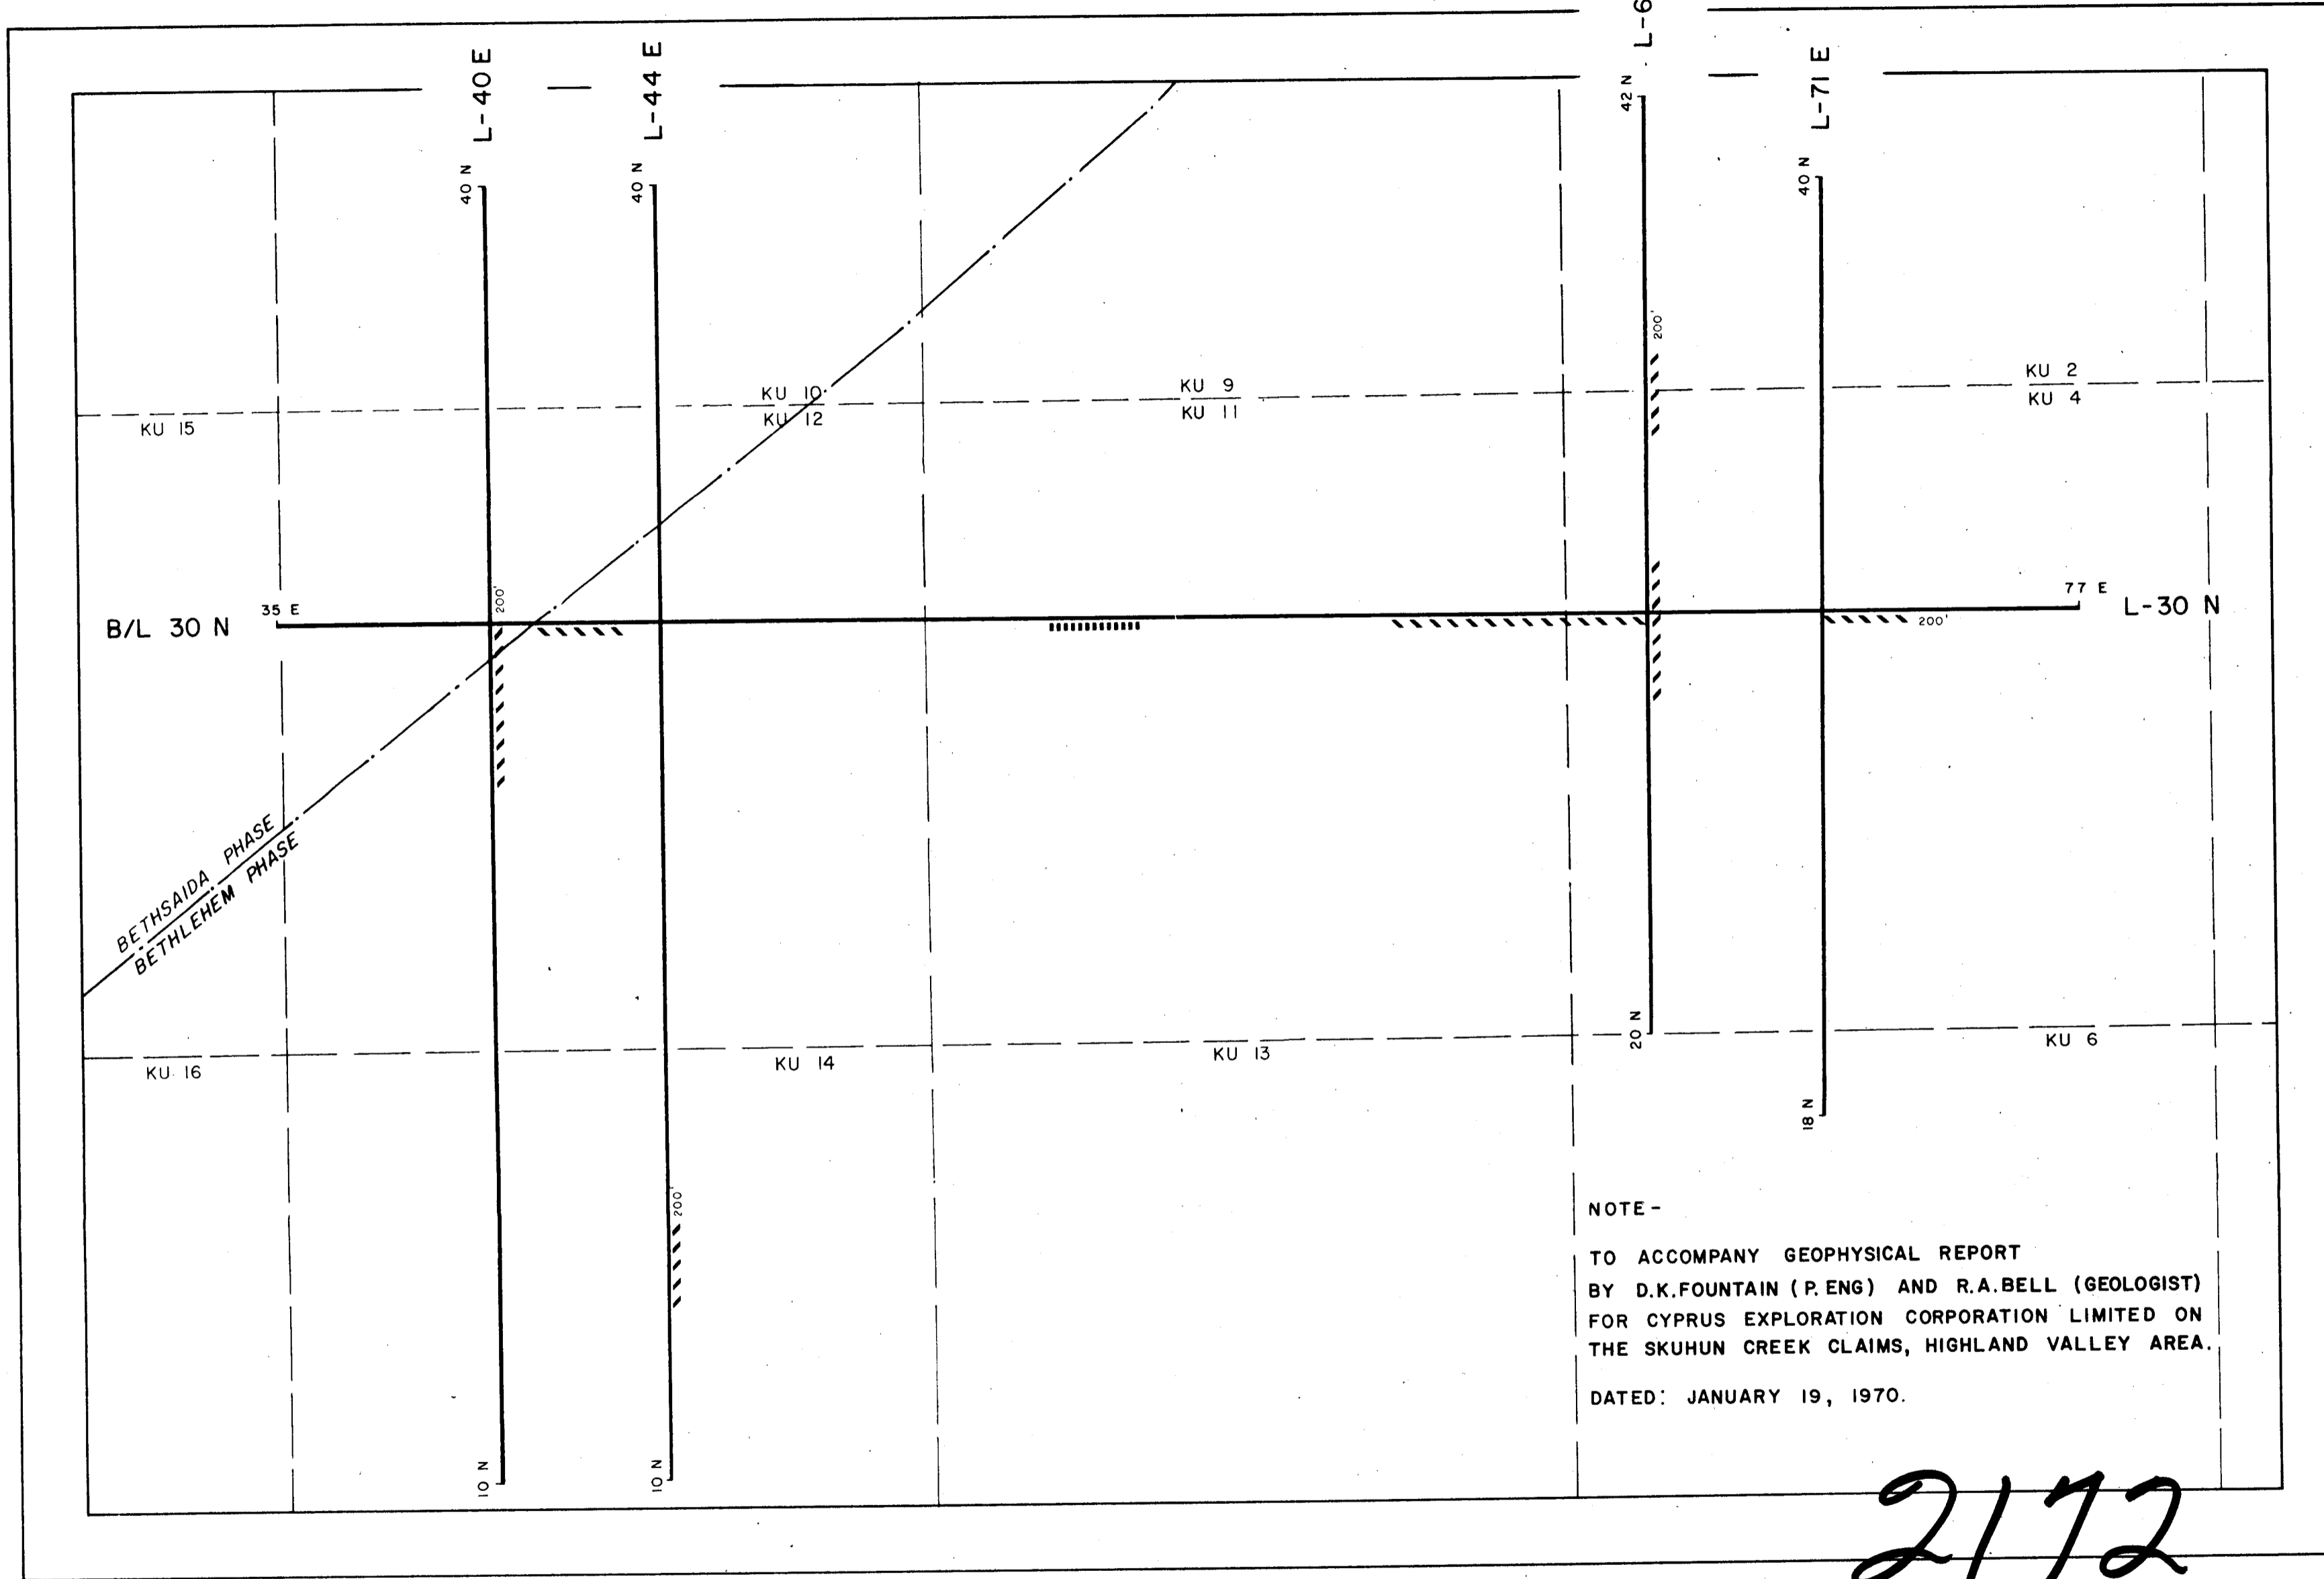 L-40E
L-44 E
L-6
L-71 E
40 N
40 N
42 N
40 N
200'
KU 10
KU 9
KU 2
KU 15
KU 12
KU 11
KU 4
200'
35 E
77 E
B/L 30 N
L-30 N
200'
BETHSAIDA PHASE
BETHLEHEM PHASE
20 N
KU 16
KU 14
KU 13
KU 6
18 N
200'
NOTE -
TO ACCOMPANY GEOPHYSICAL REPORT
BY D.K.FOUNTAIN (P.ENG) AND R.A.BELL (GEOLOGIST)
FOR CYPRUS EXPLORATION CORPORATION LIMITED ON
THE SKUHUN CREEK CLAIMS, HIGHLAND VALLEY AREA.
DATED: JANUARY 19, 1970.
10 N
10 N
2172